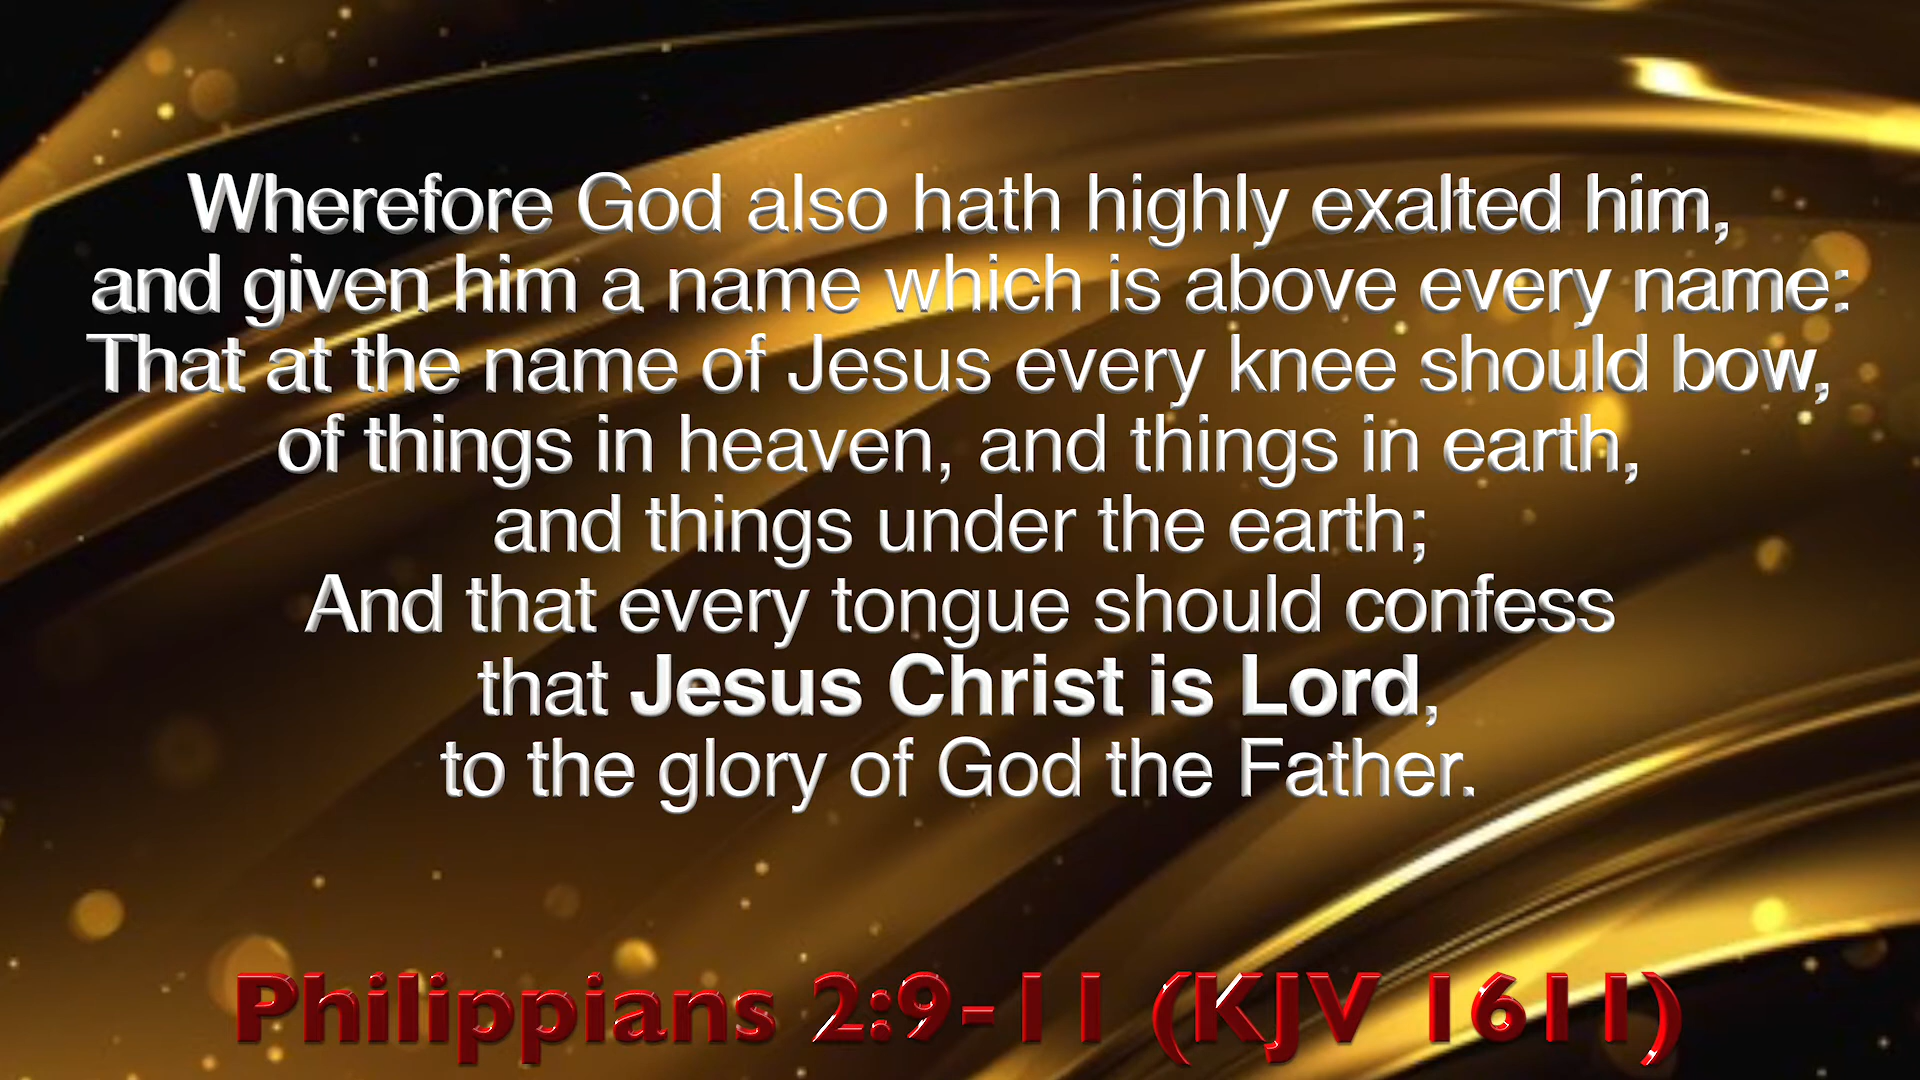 Wherefore God also hath highly exalted him,
and given him a name which is above every name:
That at the name of Jesus every knee should bow,
of things in heaven, and things in earth,
and things under the earth;
And that every tongue should confess
that Jesus Christ is Lord,
to the glory of God the Father.
Philippians 2:9-11 (KJV 1611)